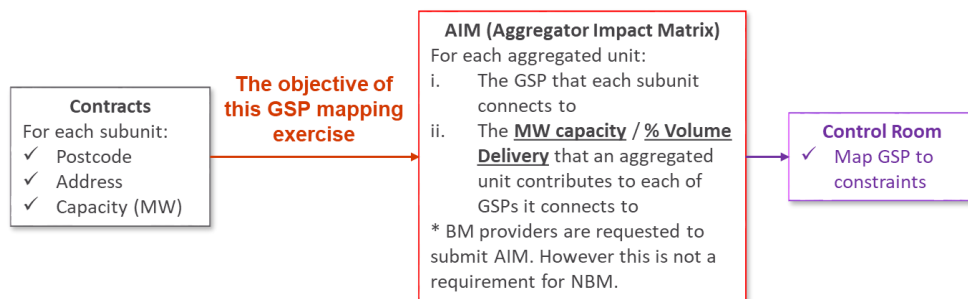 Contracts
For each subunit:
✓ Postcode
✓ Address
✓ Capacity (MW)
The objective of
this GSP mapping
exercise
AIM (Aggregator Impact Matrix)
For each aggregated unit:
i. The GSP that each subunit
connects to
ii. The MW capacity / % Volume
Delivery that an aggregated
unit contributes to each of
GSPs it connects to
* BM providers are requested to
submit AIM. However this is not a
requirement for NBM.
Control Room
✓ Map GSP to
constraints